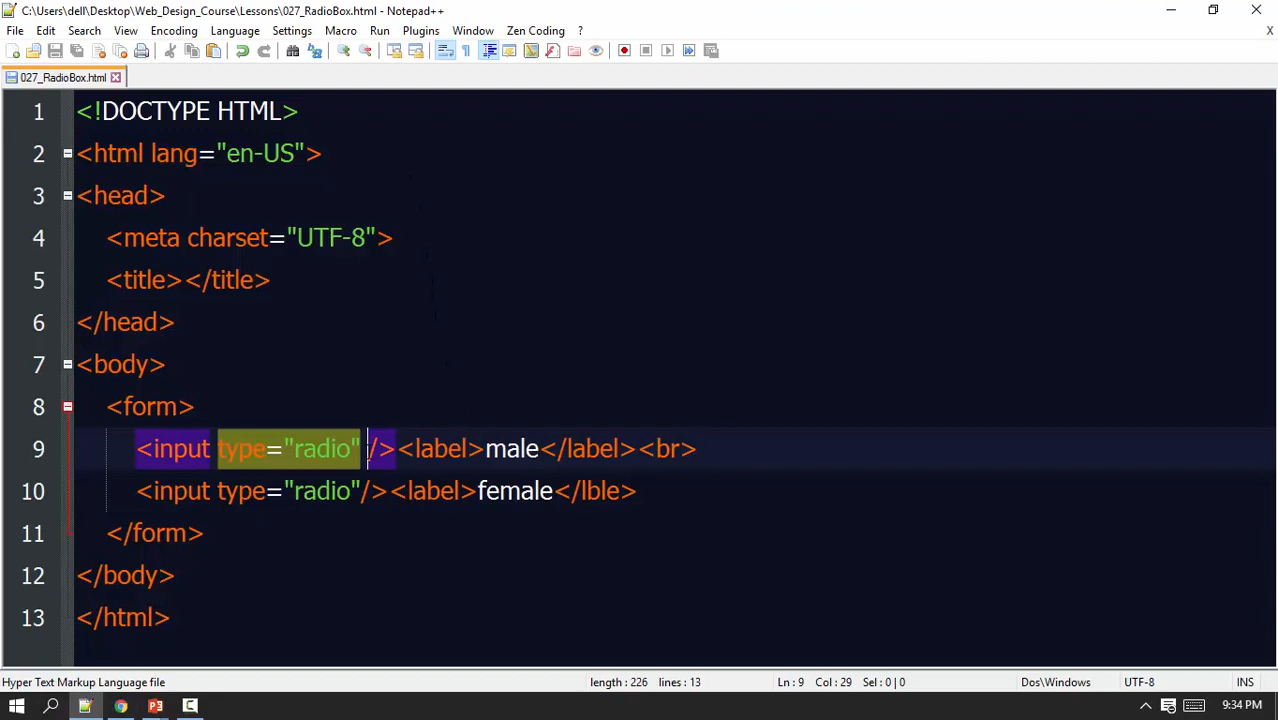 C:\Users\dell\Desktop\Web_Design_Course\Lessons\027_RadioBox.html - Notepad++
File Edit Search View Encoding Language Settings Macro Run Plugins Window Zen Coding ? X
027_RadioBox.html
1 <!DOCTYPE HTML>
2 <html lang="en-US">
3 <head>
4 <meta charset="UTF-8">
5 <title></title>
6 </head>
7 <body>
8 <form>
9 <input type="radio" /><label>male</label><br>
10 <input type="radio"/><label>female</lble>
11 </form>
12 </body>
13 </html>
Hyper Text Markup Language file length : 226 lines : 13 Ln : 9 Col : 29 Sel : 0 | 0 Dos\Windows UTF-8 INS
9:34 PM